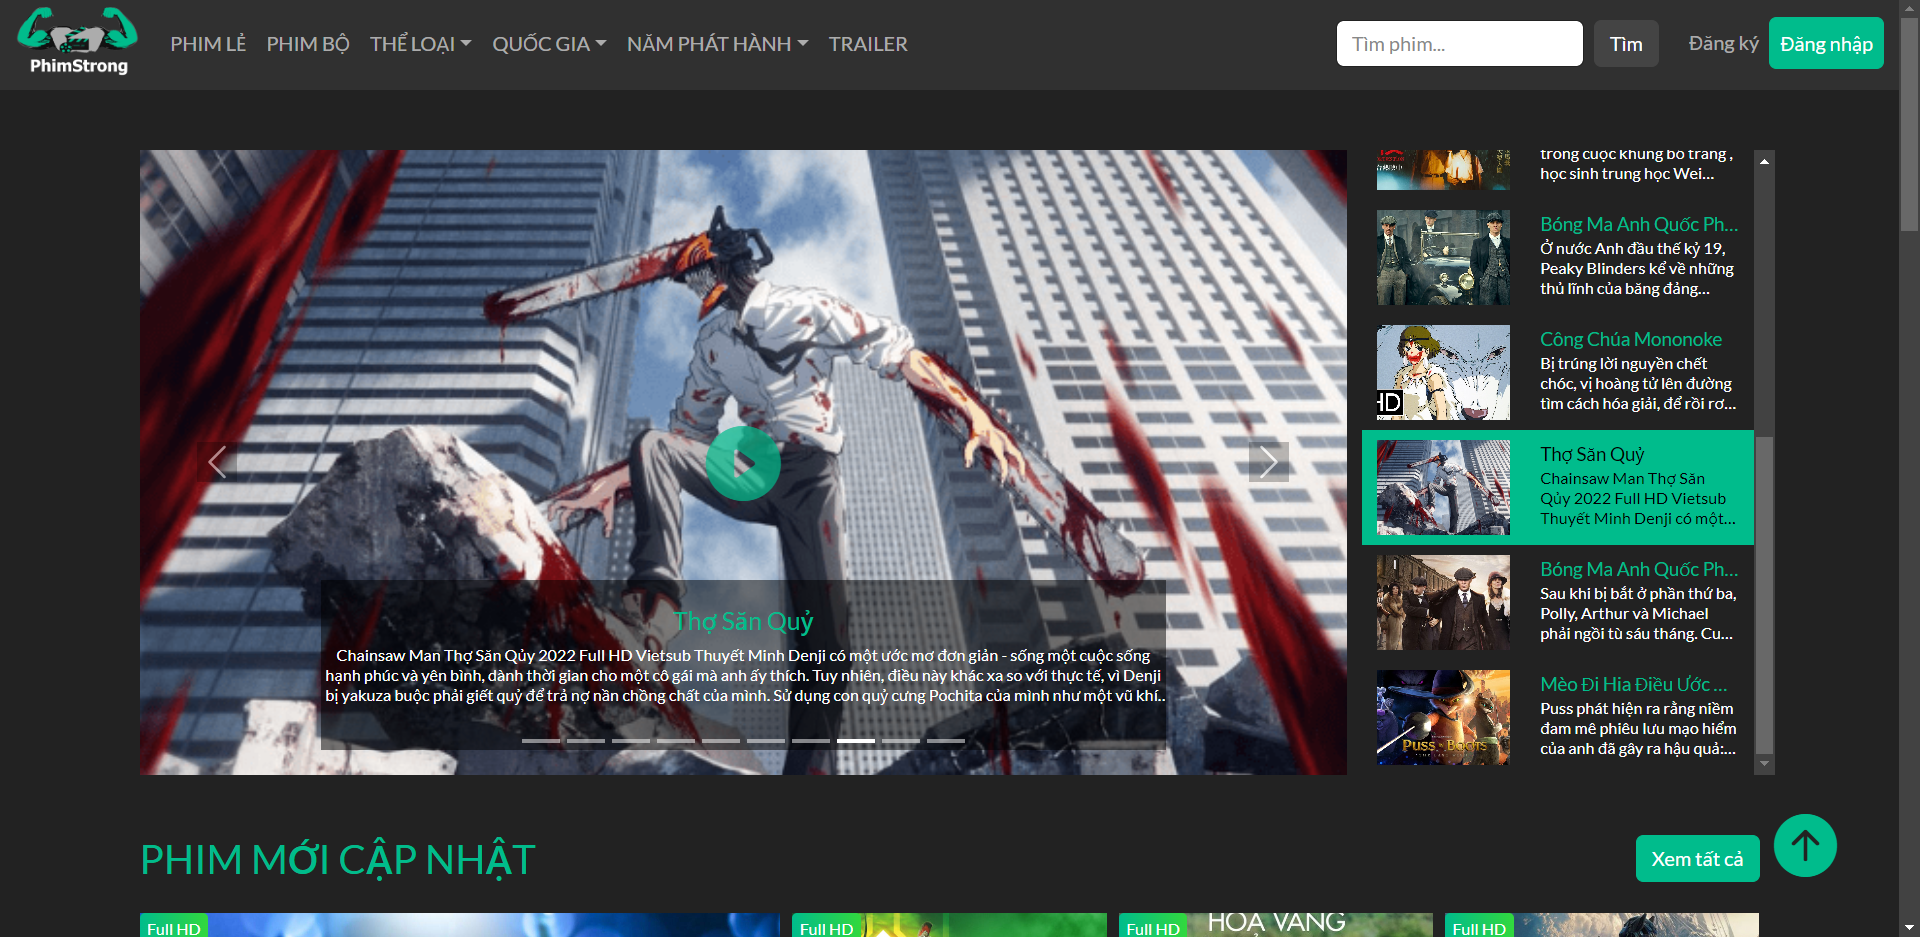 PhimStrong
PHIM LẺ
PHIM BỘ
THỂ LOẠI
QUỐC GIA
NĂM PHÁT HÀNH
TRAILER
Tìm phim...
Tìm
Đăng ký
Đăng nhập
Thợ Săn Quỷ
Chainsaw Man Thợ Săn Qủy 2022 Full HD Vietsub Thuyết Minh Denji có một ước mơ đơn giản - sống một cuộc sống
hạnh phúc và yên bình, dành thời gian cho một cô gái mà anh ấy thích. Tuy nhiên, điều này khác xa so với thực tế, vì Denji
bị yakuza buộc phải giết quỷ để trả nợ nần chồng chất của mình. Sử dụng con quỷ cưng Pochita của mình như một vũ khí..
trong cuộc khủng bố trắng ,
học sinh trung học Wei...
Bóng Ma Anh Quốc Ph...
Ở nước Anh đầu thế kỷ 19,
Peaky Blinders kể về những
thủ lĩnh của băng đảng...
HD
Công Chúa Mononoke
Bị trúng lời nguyền chết
chóc, vị hoàng tử lên đường
tìm cách hóa giải, để rồi rơ...
Thợ Săn Quỷ
Chainsaw Man Thợ Săn
Qủy 2022 Full HD Vietsub
Thuyết Minh Denji có một...
Bóng Ma Anh Quốc Ph...
Sau khi bị bắt ở phần thứ ba,
Polly, Arthur và Michael
phải ngồi tù sáu tháng. Cu...
PUSS IN BOOTS
Mèo Đi Hia Điều Ước ...
Puss phát hiện ra rằng niềm
đam mê phiêu lưu mạo hiểm
của anh đã gây ra hậu quả:...
PHIM MỚI CẬP NHẬT
Xem tất cả
Full HD
Full HD
Full HD
HOA VÀNG
Full HD